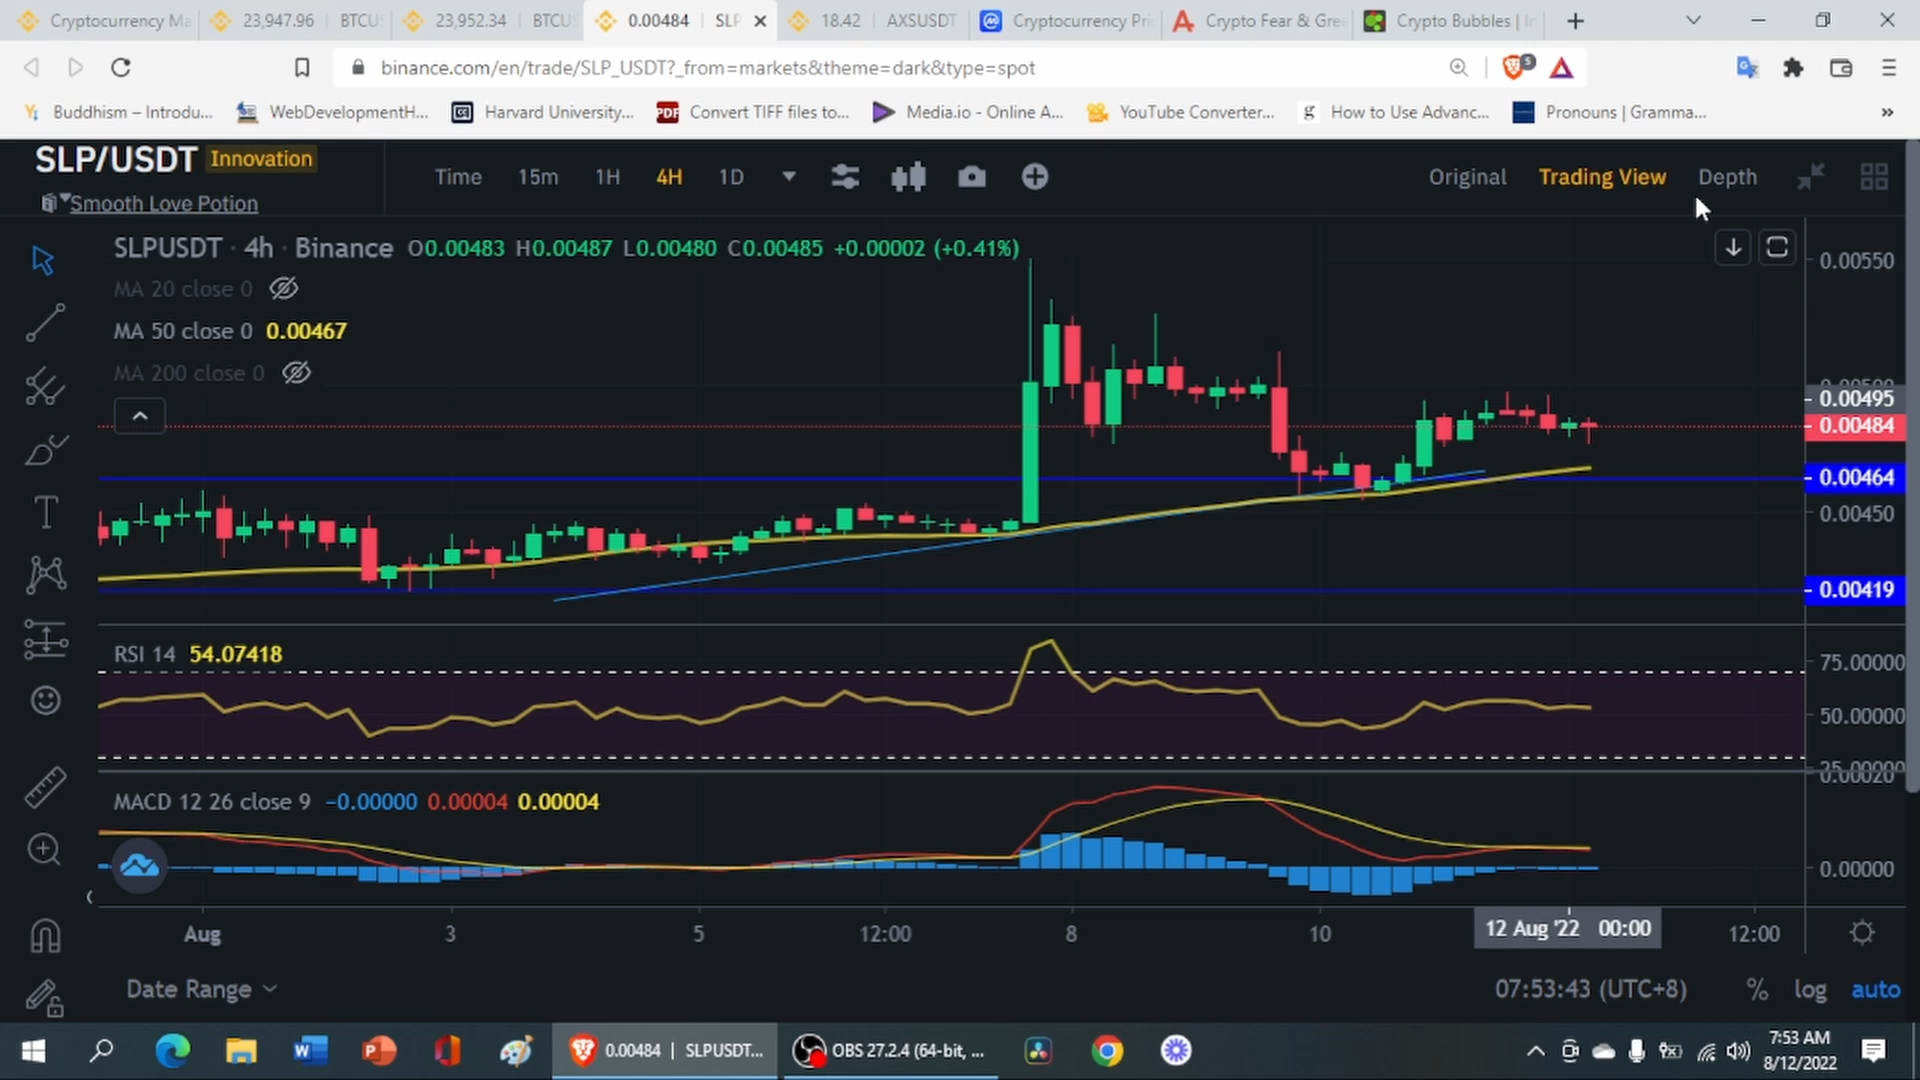 Cryptocurrency Ma
23,947.96 | BTCUS
23,952.34 | BTCUS
0.00484 | SLP
18.42 | AXSUSDT
Cryptocurrency Pri
Crypto Fear & Gre
Crypto Bubbles | In
binance.com/en/trade/SLP_USDT?_from=markets&theme=dark&type=spot
5
Buddhism – Introdu...
WebDevelopmentH...
Harvard University...
PDF Convert TIFF files to...
Media.io - Online A...
YouTube Converter...
g How to Use Advanc...
Pronouns | Gramma...
»
SLP/USDT Innovation
Smooth Love Potion
Time 15m 1H 4H 1D
Original Trading View Depth
SLPUSDT · 4h · Binance O0.00483 H0.00487 L0.00480 C0.00485 +0.00002 (+0.41%)
MA 20 close 0
MA 50 close 0 0.00467
MA 200 close 0
0.00550
0.00495
0.00484
0.00464
0.00450
0.00419
RSI 14 54.07418
75.00000
50.00000
MACD 12 26 close 9 −0.00000 0.00004 0.00004
0.00000
Aug 3 5 12:00 8 10 12 Aug '22 00:00 12:00
Date Range
07:53:43 (UTC+8) % log auto
0.00484 | SLPUSDT...
OBS 27.2.4 (64-bit, ...
7:53 AM
8/12/2022